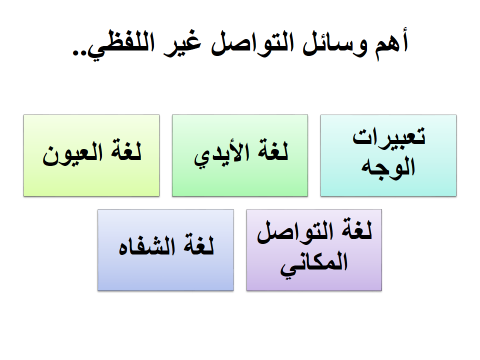 أهم وسائل التواصل غير اللفظي..
تعبيرات
الوجه
لغة الأيدي
لغة العيون
لغة التواصل
المكاني
لغة الشفاه